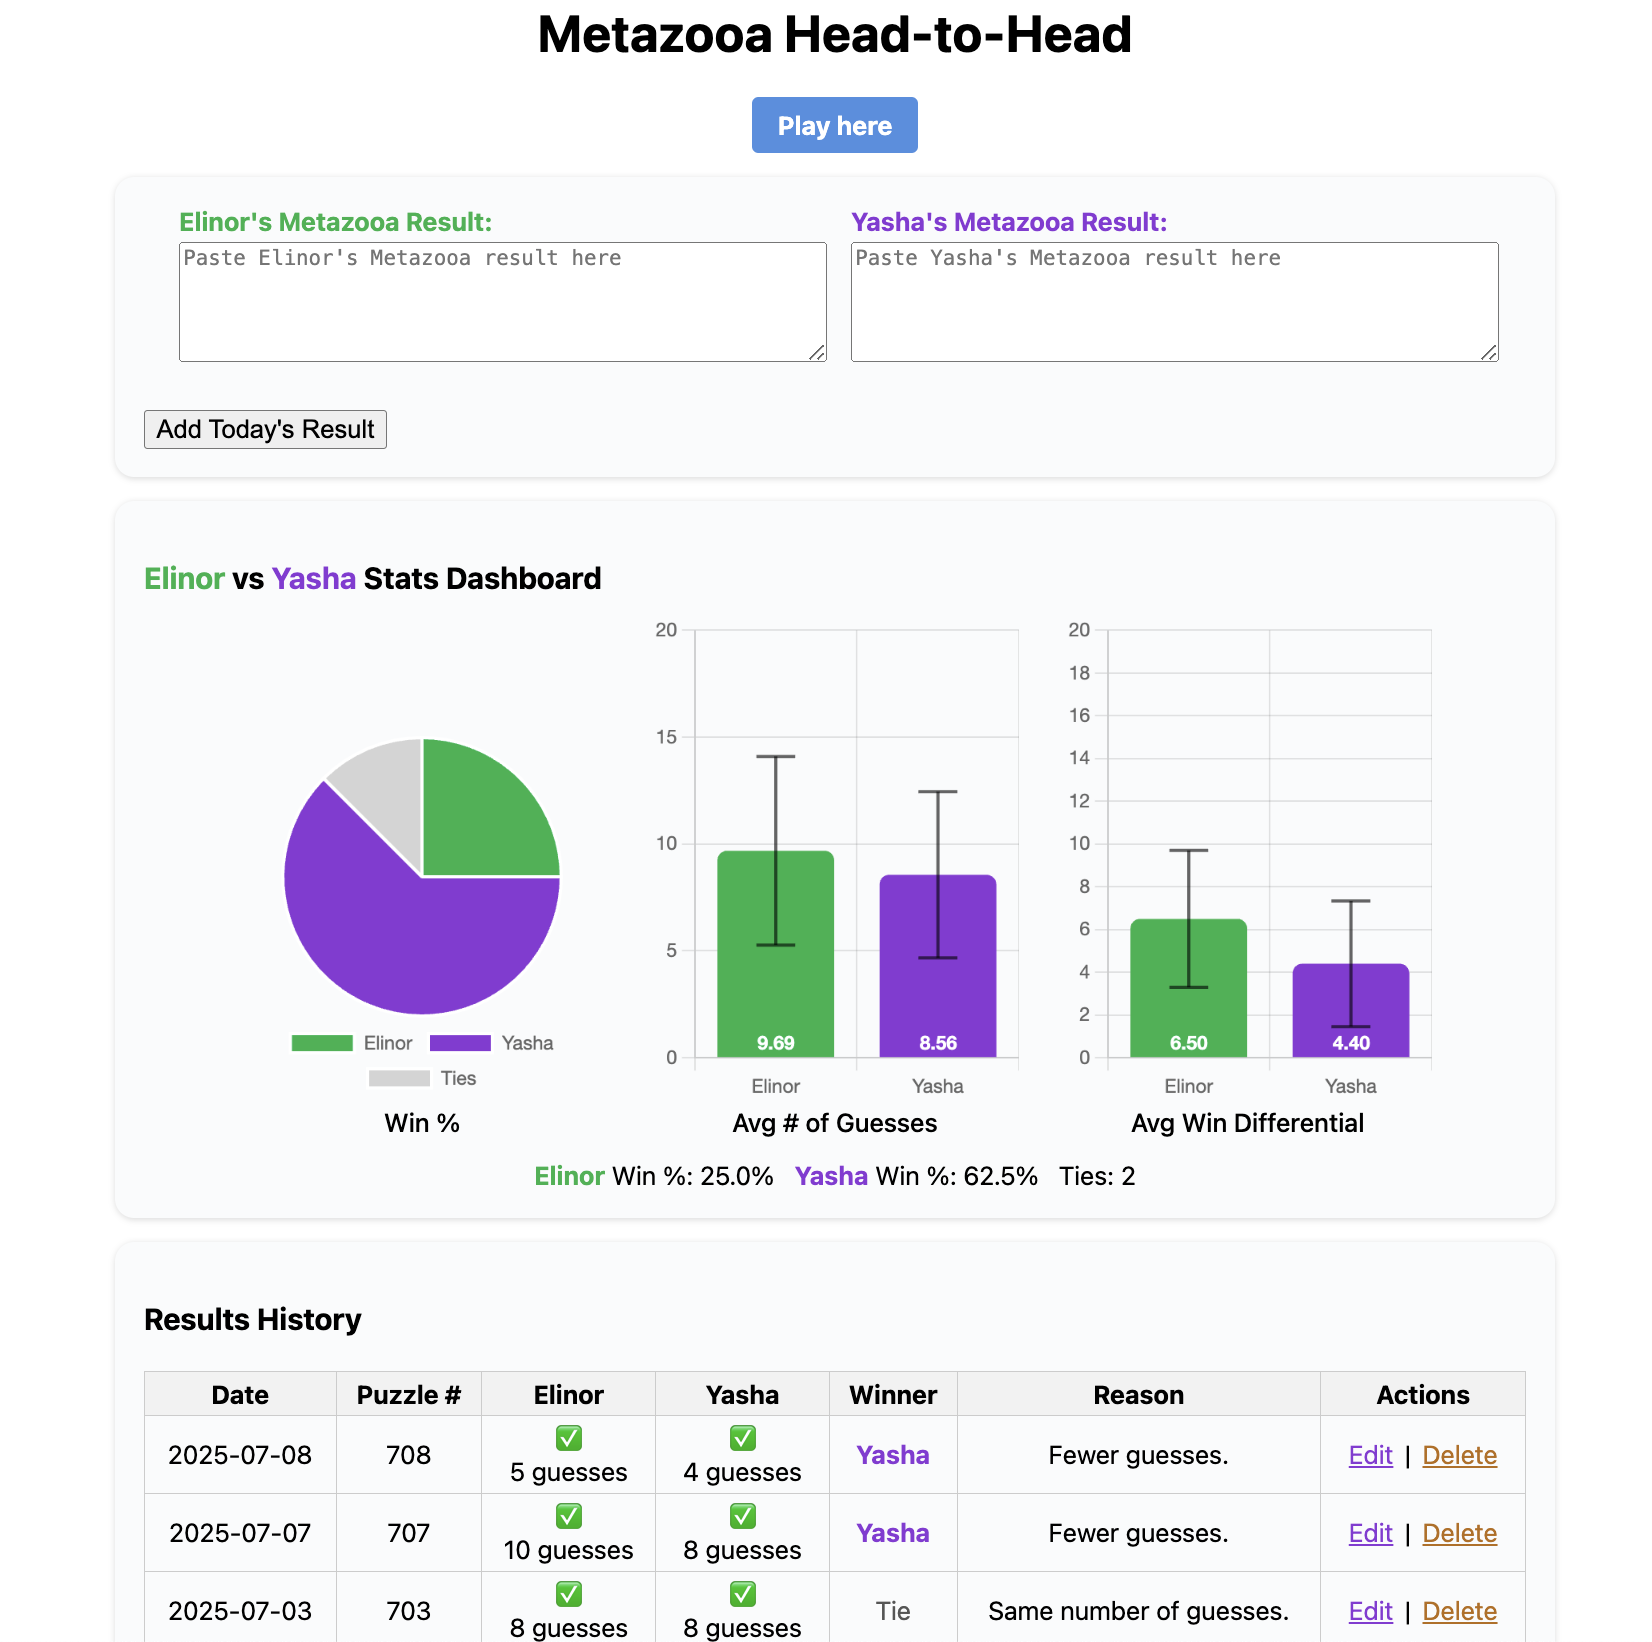 Metazooa Head-to-Head
Play here
Elinor's Metazooa Result:
Paste Elinor's Metazooa result here
Yasha's Metazooa Result:
Paste Yasha's Metazooa result here
Add Today's Result
Elinor vs Yasha Stats Dashboard
Elinor Yasha
Ties
Win %
20
15
10
5
0
9.69 8.56
Elinor Yasha
Avg # of Guesses
20
18
16
14
12
10
8
6
4
2
0
6.50 4.40
Elinor Yasha
Avg Win Differential
Elinor Win %: 25.0% Yasha Win %: 62.5% Ties: 2
Results History
Date Puzzle # Elinor Yasha Winner Reason Actions
2025-07-08 708 ✅ 5 guesses ✅ 4 guesses Yasha Fewer guesses. Edit | Delete
2025-07-07 707 ✅ 10 guesses ✅ 8 guesses Yasha Fewer guesses. Edit | Delete
2025-07-03 703 ✅ 8 guesses ✅ 8 guesses Tie Same number of guesses. Edit | Delete